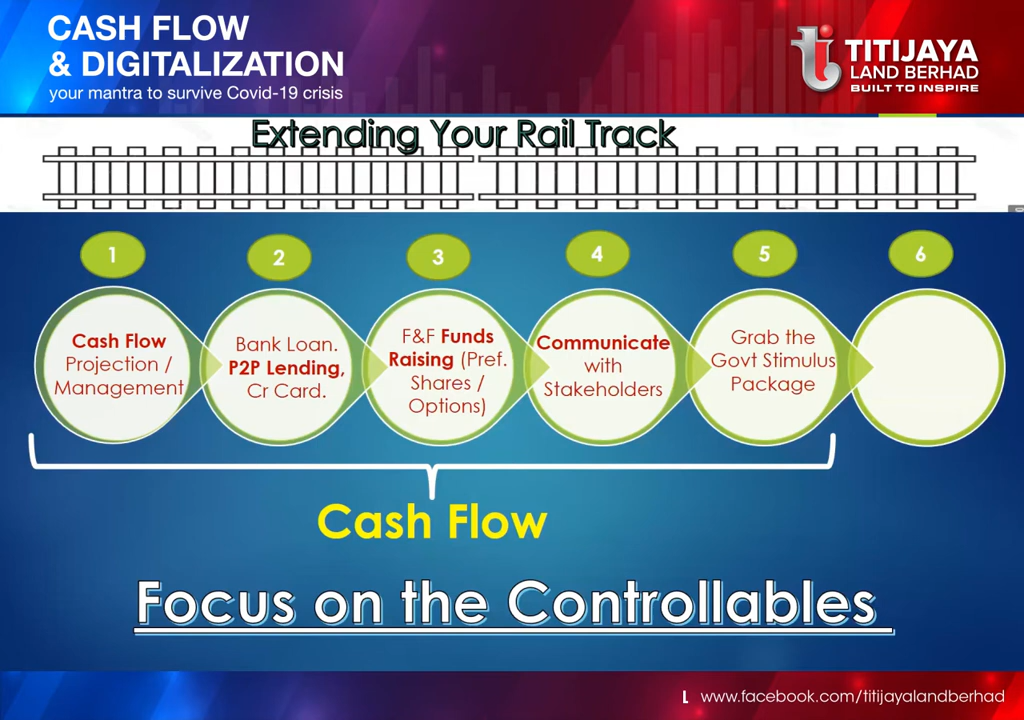 CASH FLOW
& DIGITALIZATION
your mantra to survive Covid-19 crisis
TITIJAYA
LAND BERHAD
BUILT TO INSPIRE
Extending Your Rail Track
1
2
3
4
5
6
Cash Flow
Projection /
Management
Bank Loan.
P2P Lending,
Cr Card.
F&F Funds
Raising (Pref.
Shares /
Options)
Communicate
with
Stakeholders
Grab the
Govt Stimulus
Package
Cash Flow
Focus on the Controllables
L www.facebook.com/titijayalandberhad